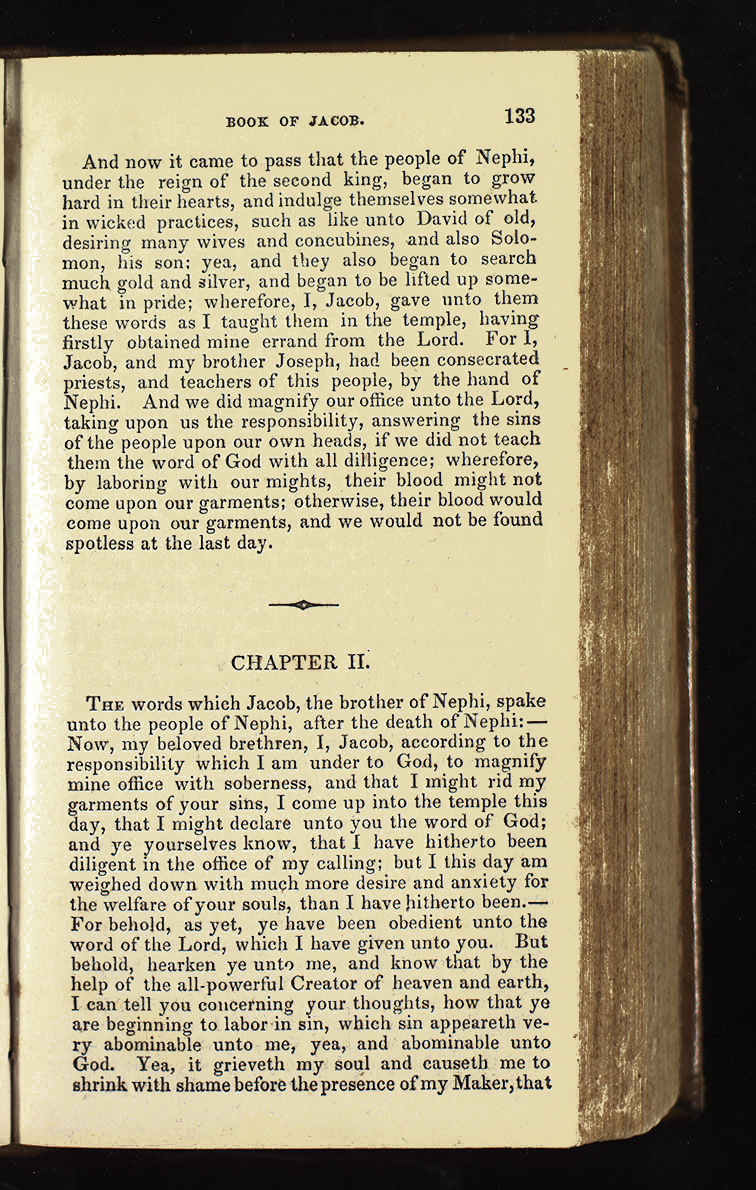 BOOK OF JACOB. 133
And now it came to pass that the people of Nephi,
under the reign of the second king, began to grow
hard in their hearts, and indulge themselves somewhat
in wicked practices, such as like unto David of old,
desiring many wives and concubines, and also Solo-
mon, his son: yea, and they also began to search
much gold and silver, and began to be lifted up some-
what in pride; wherefore, I, Jacob, gave unto them
these words as I taught them in the temple, having
firstly obtained mine errand from the Lord. For I,
Jacob, and my brother Joseph, had been consecrated
priests, and teachers of this people, by the hand of
Nephi. And we did magnify our office unto the Lord,
taking upon us the responsibility, answering the sins
of the people upon our own heads, if we did not teach
them the word of God with all dilligence; wherefore,
by laboring with our mights, their blood might not
come upon our garments; otherwise, their blood would
come upon our garments, and we would not be found
spotless at the last day.
CHAPTER II.
THE words which Jacob, the brother of Nephi, spake
unto the people of Nephi, after the death of Nephi:—
Now, my beloved brethren, I, Jacob, according to the
responsibility which I am under to God, to magnify
mine office with soberness, and that I might rid my
garments of your sins, I come up into the temple this
day, that I might declare unto you the word of God;
and ye yourselves know, that I have hitherto been
diligent in the office of my calling; but I this day am
weighed down with much more desire and anxiety for
the welfare of your souls, than I have hitherto been.—
For behold, as yet, ye have been obedient unto the
word of the Lord, which I have given unto you. But
behold, hearken ye unto me, and know that by the
help of the all-powerful Creator of heaven and earth,
I can tell you concerning your thoughts, how that ye
are beginning to labor in sin, which sin appeareth ve-
ry abominable unto me, yea, and abominable unto
God. Yea, it grieveth my soul and causeth me to
shrink with shame before the presence of my Maker, that